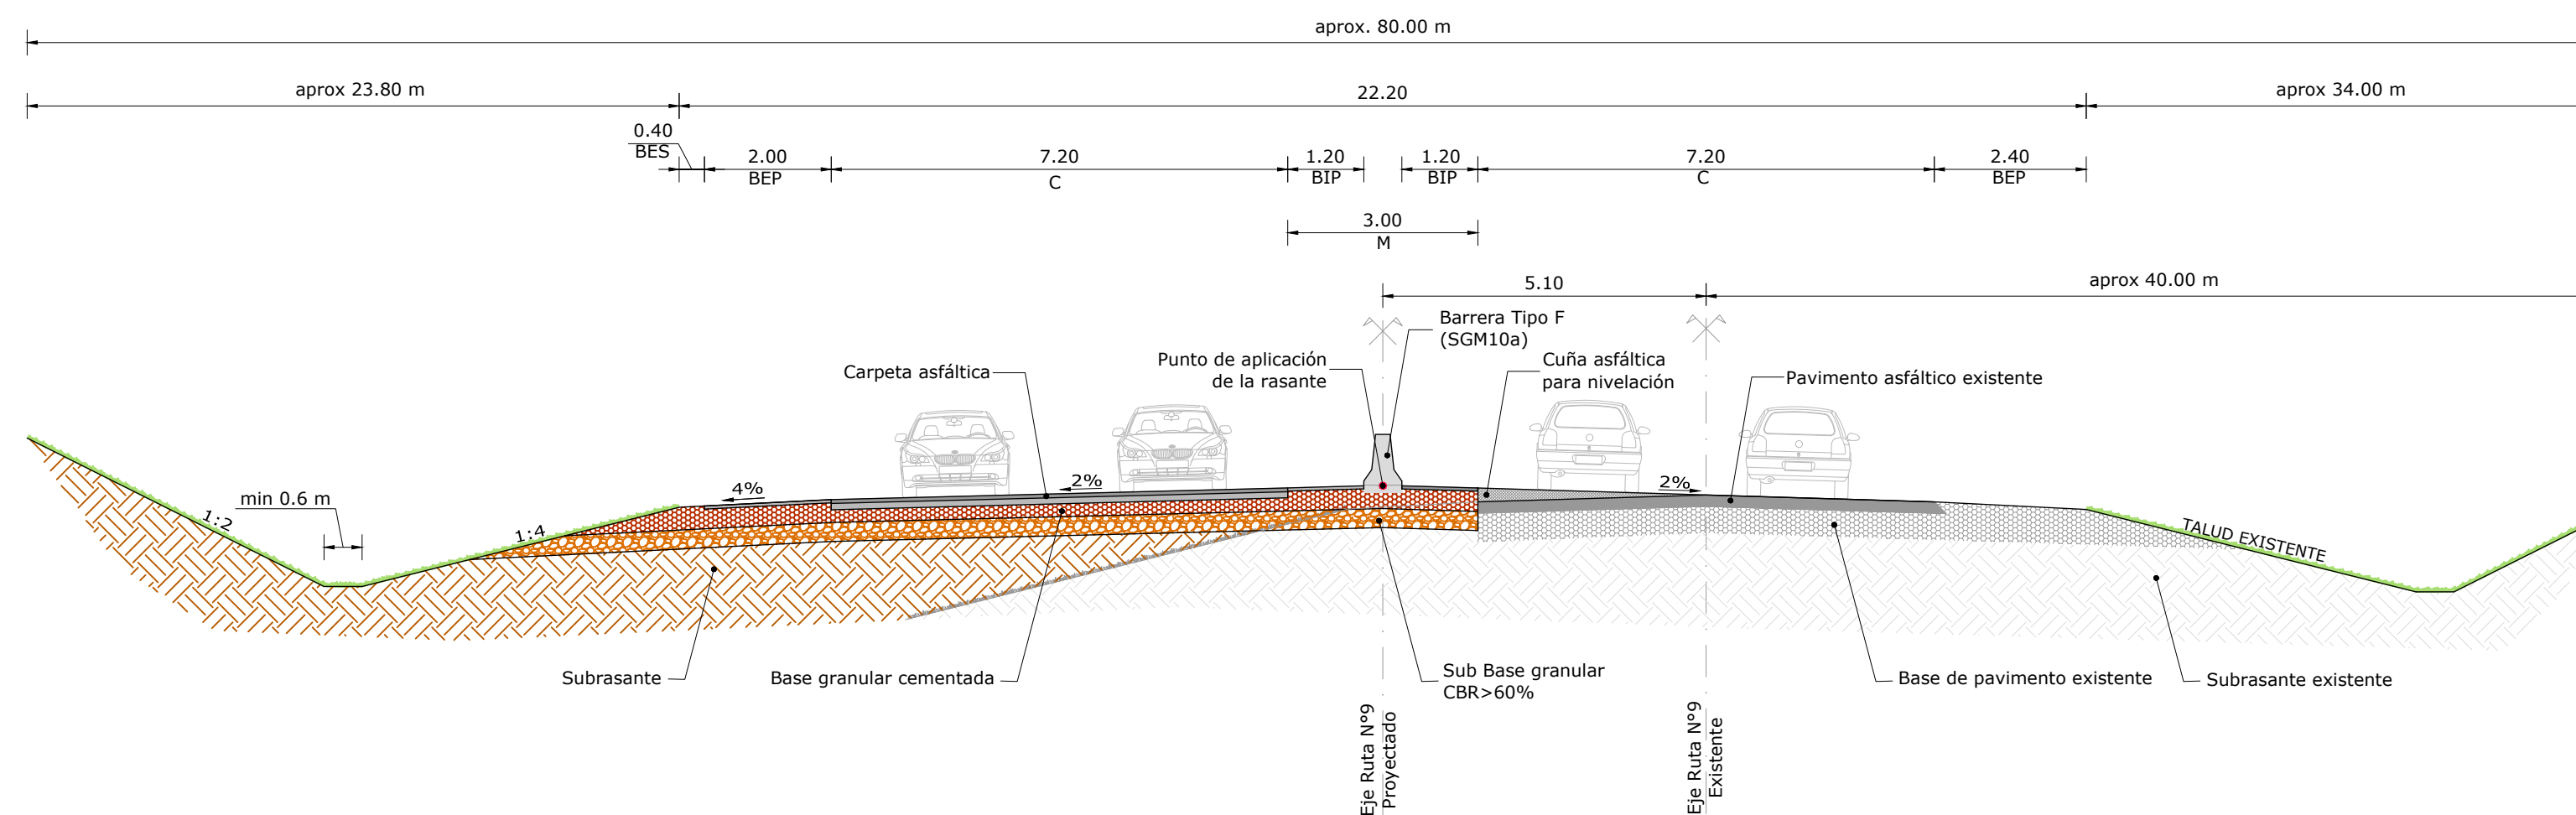 aprox. 80.00 m
aprox 23.80 m
22.20
aprox 34.00 m
0.40
BES
2.00
BEP
7.20
C
1.20
BIP
1.20
BIP
7.20
C
2.40
BEP
3.00
M
5.10
aprox 40.00 m
Barrera Tipo F
(SGM10a)
Punto de aplicación
de la rasante
Cuña asfáltica
para nivelación
Carpeta asfáltica
Pavimento asfáltico existente
min 0.6 m
1:2
1:4
4%
2%
2%
TALUD EXISTENTE
Subrasante
Base granular cementada
Sub Base granular
CBR>60%
Base de pavimento existente
Subrasante existente
Eje Ruta N°9
Proyectado
Eje Ruta N°9
Existente